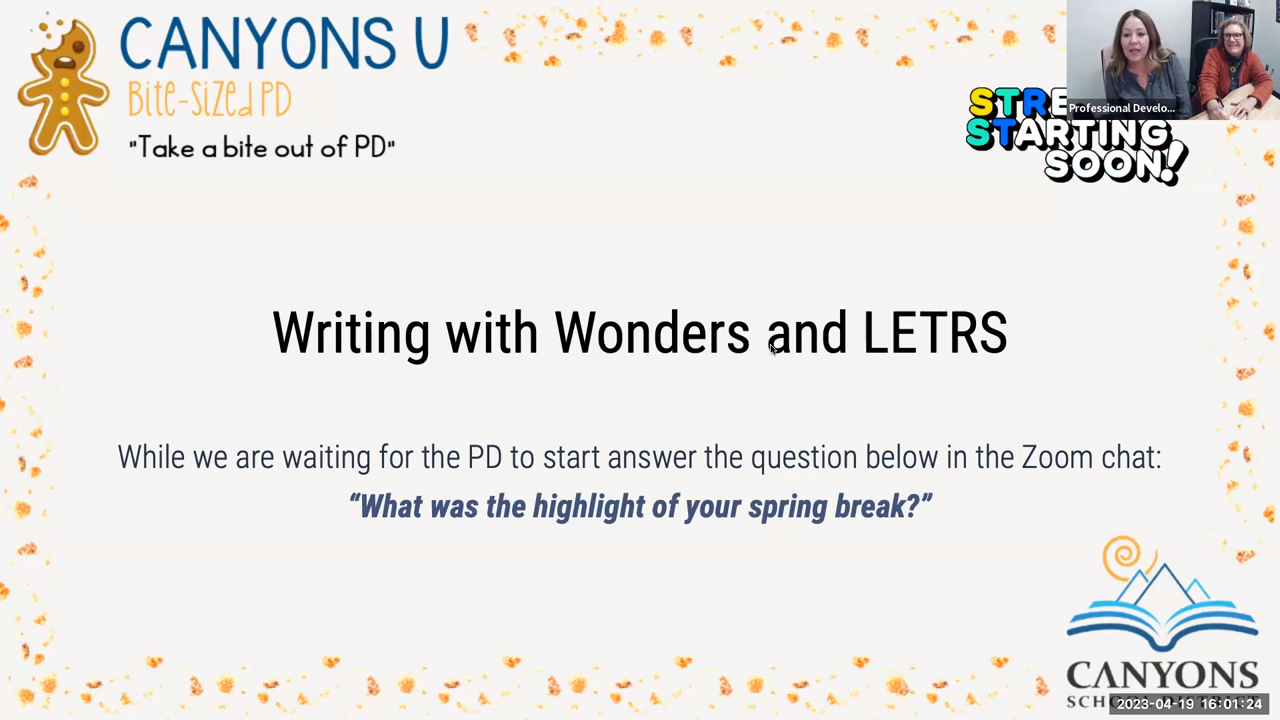 CANYONS U
Bite-sized PD
"Take a bite out of PD"
Professional Develo...
STARTING
SOON!
Writing with Wonders and LETRS
While we are waiting for the PD to start answer the question below in the Zoom chat:
“What was the highlight of your spring break?”
CANYONS
2023-04-19 16:01:24